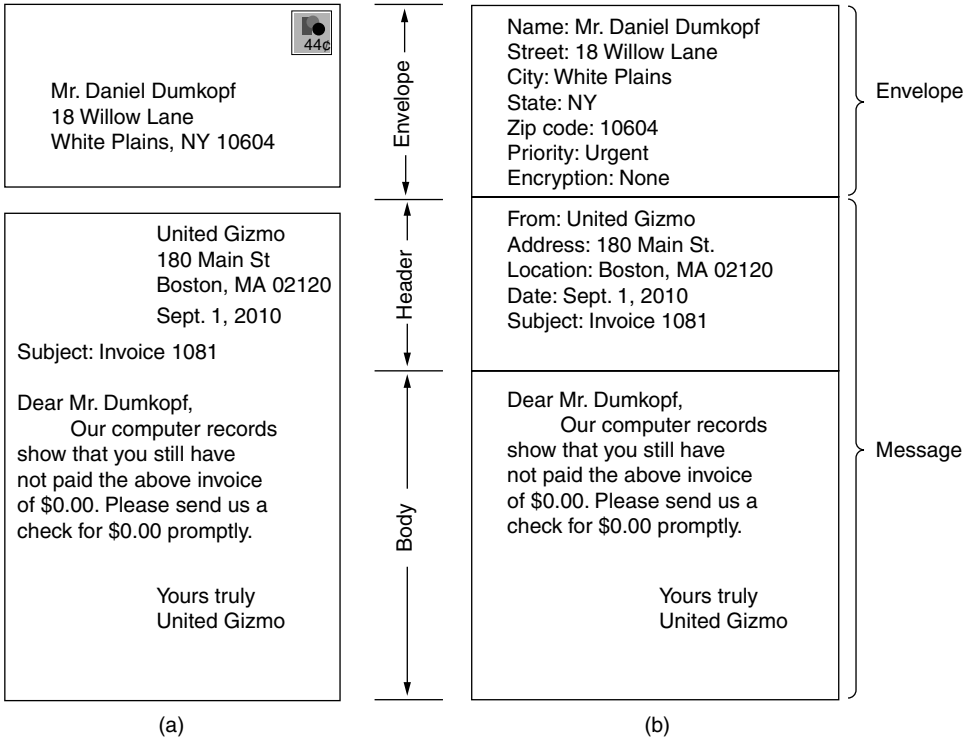 44¢
Mr. Daniel Dumkopf
18 Willow Lane
White Plains, NY 10604
United Gizmo
180 Main St
Boston, MA 02120
Sept. 1, 2010
Subject: Invoice 1081
Dear Mr. Dumkopf,
Our computer records
show that you still have
not paid the above invoice
of $0.00. Please send us a
check for $0.00 promptly.
Yours truly
United Gizmo
(a)
Envelope
Header
Body
Name: Mr. Daniel Dumkopf
Street: 18 Willow Lane
City: White Plains
State: NY
Zip code: 10604
Priority: Urgent
Encryption: None
From: United Gizmo
Address: 180 Main St.
Location: Boston, MA 02120
Date: Sept. 1, 2010
Subject: Invoice 1081
Dear Mr. Dumkopf,
Our computer records
show that you still have
not paid the above invoice
of $0.00. Please send us a
check for $0.00 promptly.
Yours truly
United Gizmo
(b)
Envelope
Message